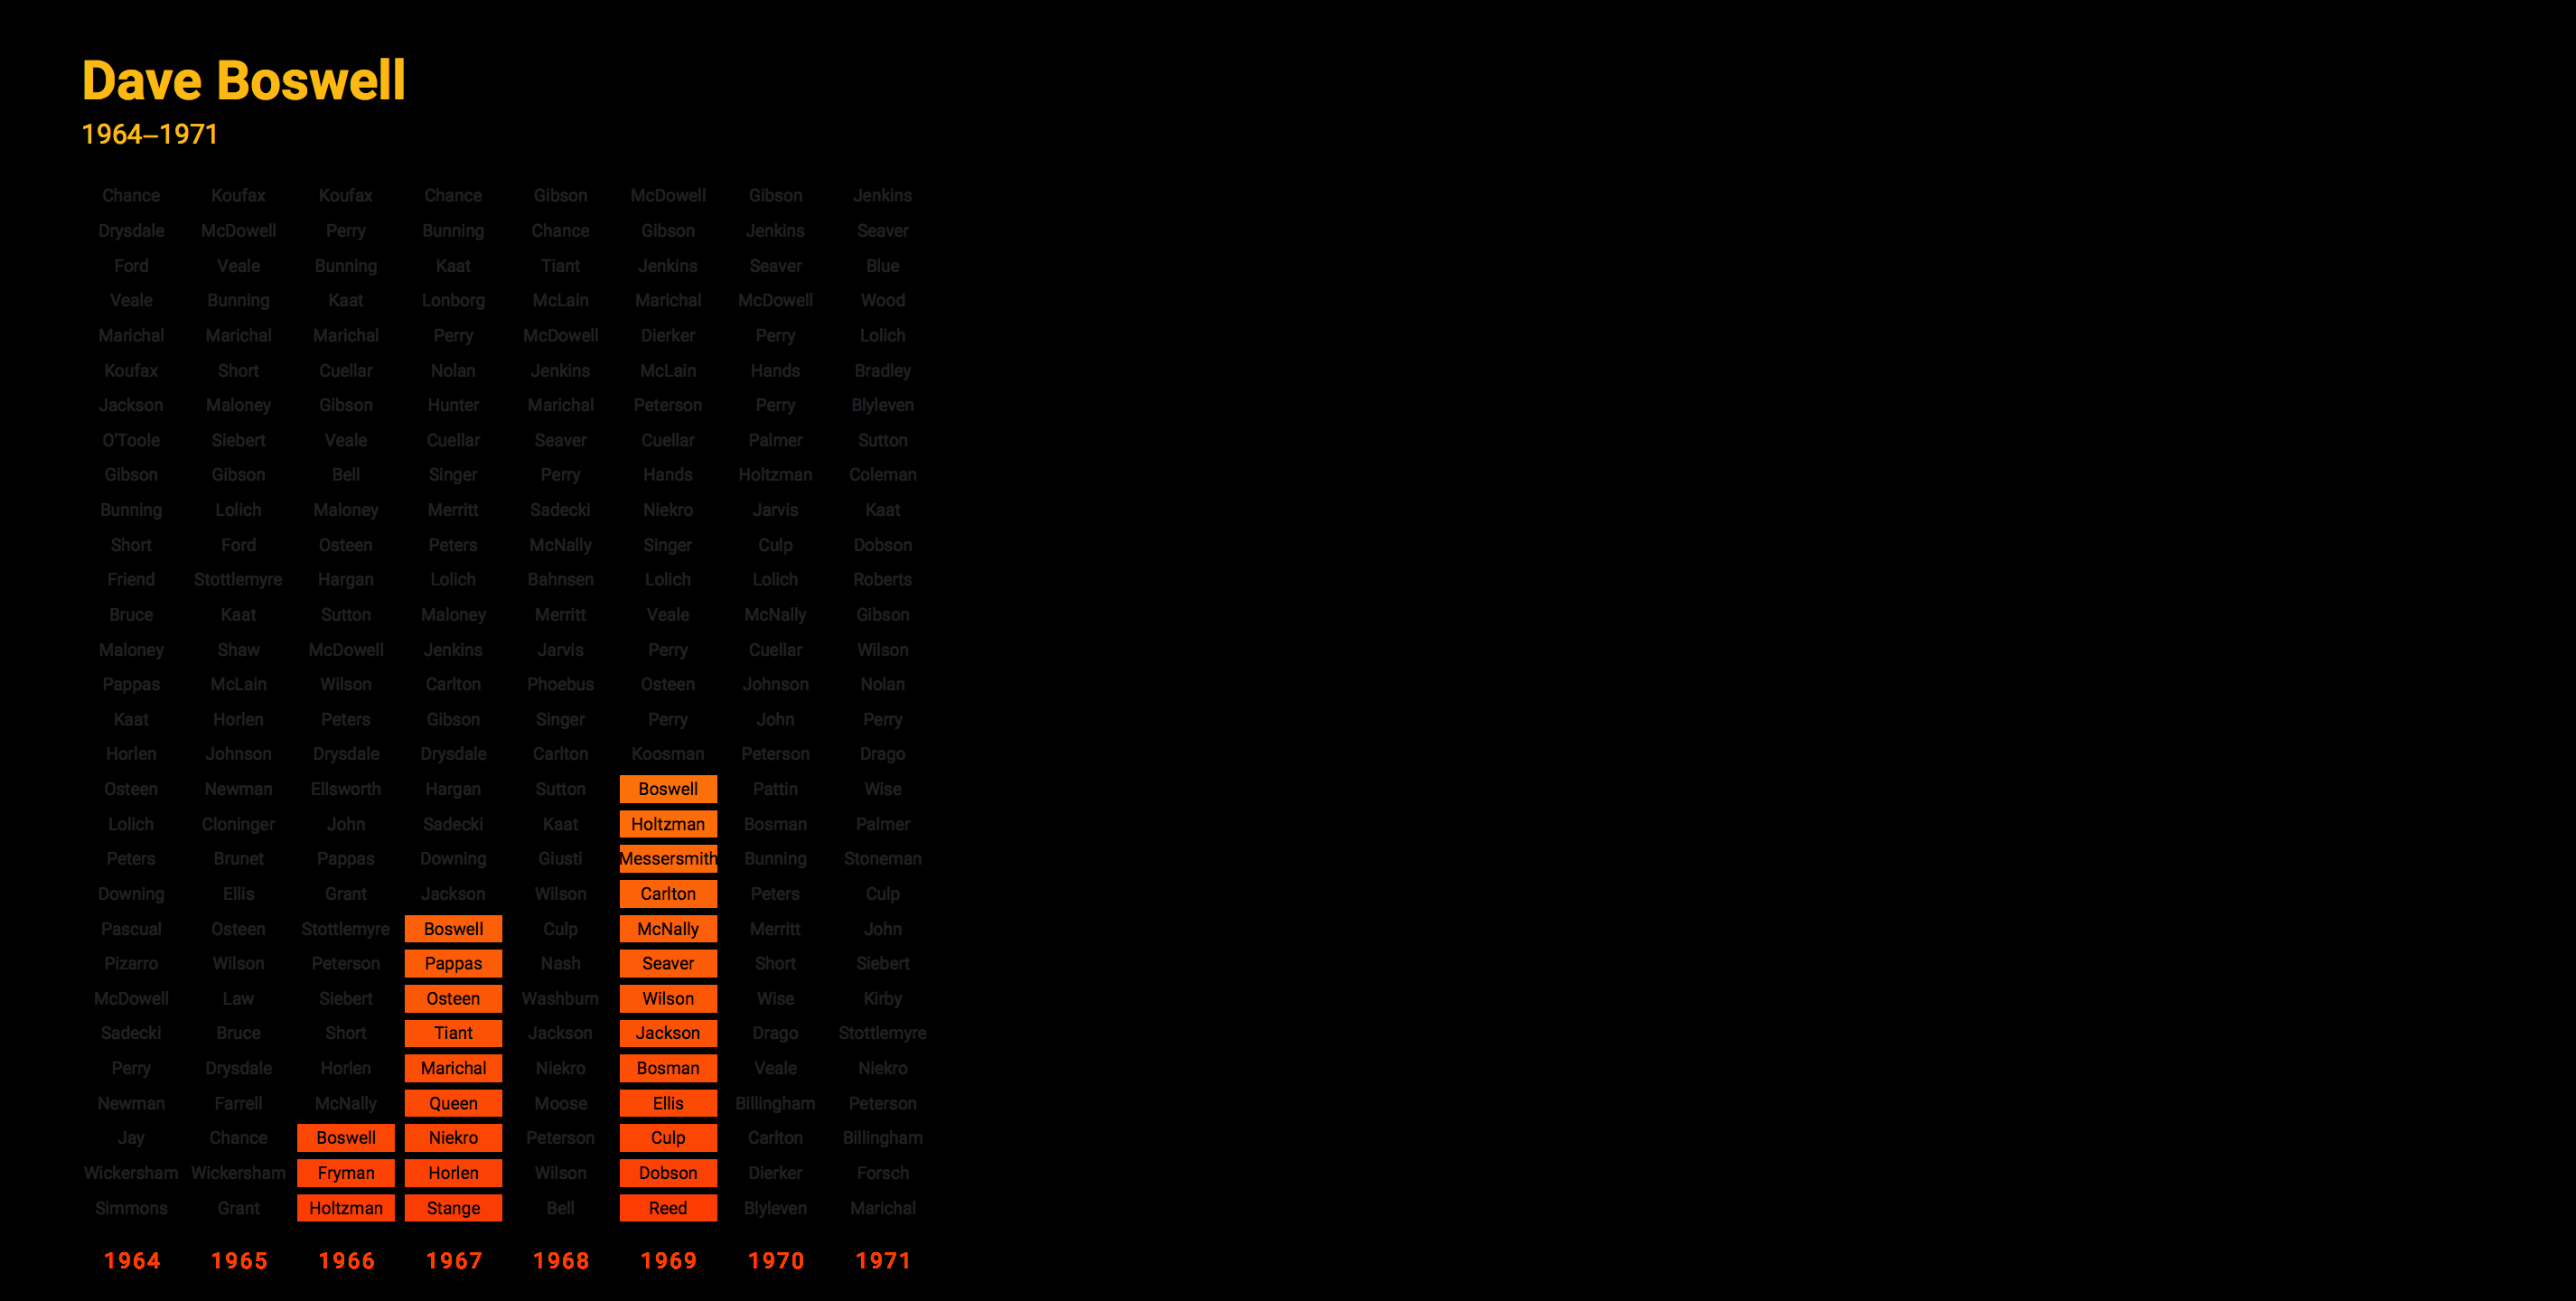 Dave Boswell
1964–1971
Chance Koufax Koufax Chance Gibson McDowell Gibson Jenkins
Drysdale McDowell Perry Bunning Chance Gibson Jenkins Seaver
Ford Veale Bunning Kaat Tiant Jenkins Seaver Blue
Veale Bunning Kaat Lonborg McLain Marichal McDowell Wood
Marichal Marichal Marichal Perry McDowell Dierker Perry Lolich
Koufax Short Cuellar Nolan Jenkins McLain Hands Bradley
Jackson Maloney Gibson Hunter Marichal Peterson Perry Blyleven
O'Toole Siebert Veale Cuellar Seaver Cuellar Palmer Sutton
Gibson Gibson Bell Singer Perry Hands Holtzman Coleman
Bunning Lolich Maloney Merritt Sadecki Niekro Jarvis Kaat
Short Ford Osteen Peters McNally Singer Culp Dobson
Friend Stottlemyre Hargan Lolich Bahnsen Lolich Lolich Roberts
Bruce Kaat Sutton Maloney Merritt Veale McNally Gibson
Maloney Shaw McDowell Jenkins Jarvis Perry Cuellar Wilson
Pappas McLain Wilson Carlton Phoebus Osteen Johnson Nolan
Kaat Horlen Peters Gibson Singer Perry John Perry
Horlen Johnson Drysdale Drysdale Carlton Koosman Peterson Drago
Osteen Newman Ellsworth Hargan Sutton Boswell Pattin Wise
Lolich Cloninger John Sadecki Kaat Holtzman Bosman Palmer
Peters Brunet Pappas Downing Giusti Messersmith Bunning Stoneman
Downing Ellis Grant Jackson Wilson Carlton Peters Culp
Pascual Osteen Stottlemyre Boswell Culp McNally Merritt John
Pizarro Wilson Peterson Pappas Nash Seaver Short Siebert
McDowell Law Siebert Osteen Washburn Wilson Wise Kirby
Sadecki Bruce Short Tiant Jackson Jackson Drago Stottlemyre
Perry Drysdale Horlen Marichal Niekro Bosman Veale Niekro
Newman Farrell McNally Queen Moose Ellis Billingham Peterson
Jay Chance Boswell Niekro Peterson Culp Carlton Billingham
Wickersham Wickersham Fryman Horlen Wilson Dobson Dierker Forsch
Simmons Grant Holtzman Stange Bell Reed Blyleven Marichal
1964 1965 1966 1967 1968 1969 1970 1971